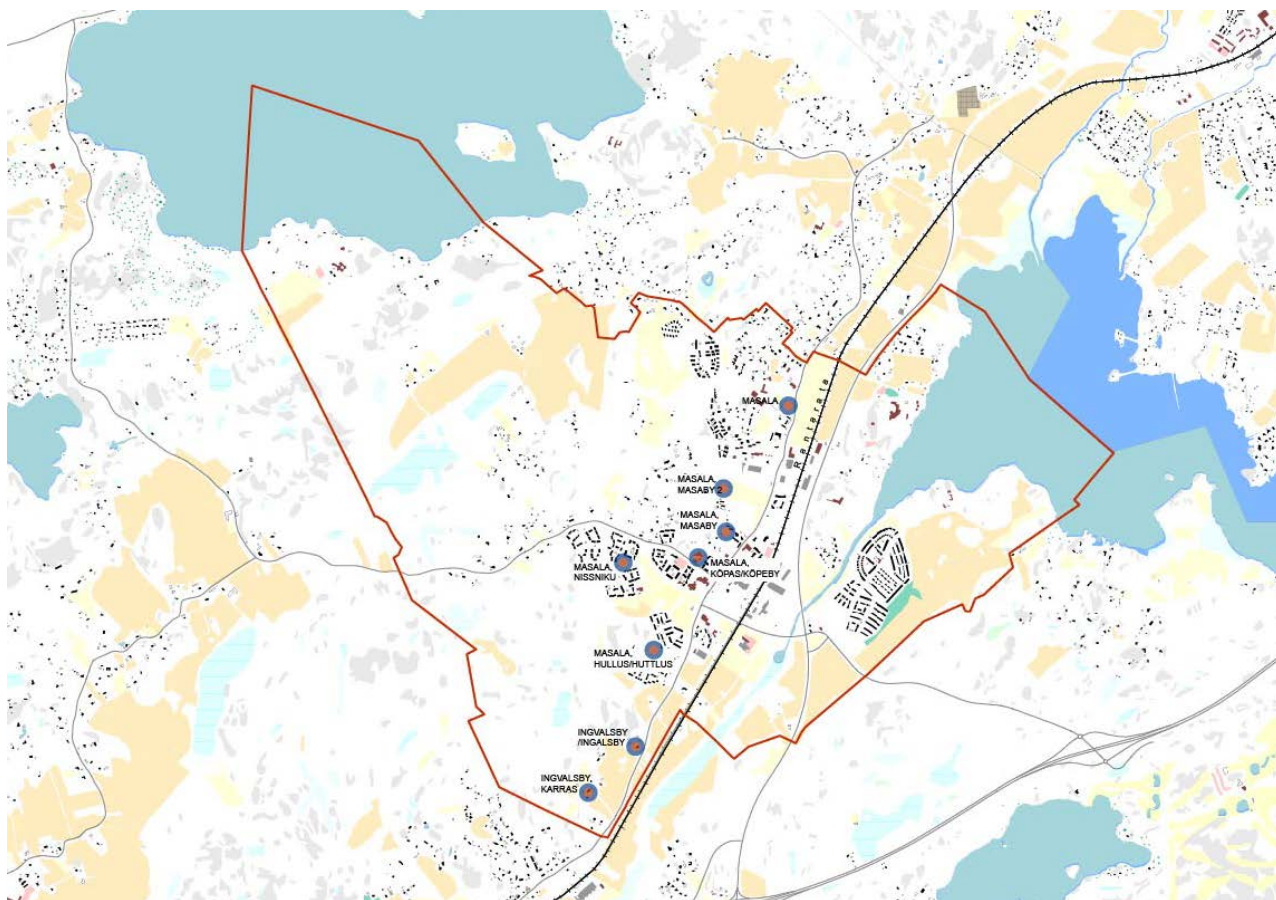 MASALA
Rantarata
MASALA,
MASABY 2
MASALA,
MASABY
MASALA,
NISSNIKU
MASALA,
KÖPAS/KÖPEBY
MASALA,
HULLUS/HUTTLUS
INGVALSBY
/INGALSBY
INGVALSBY,
KARRAS